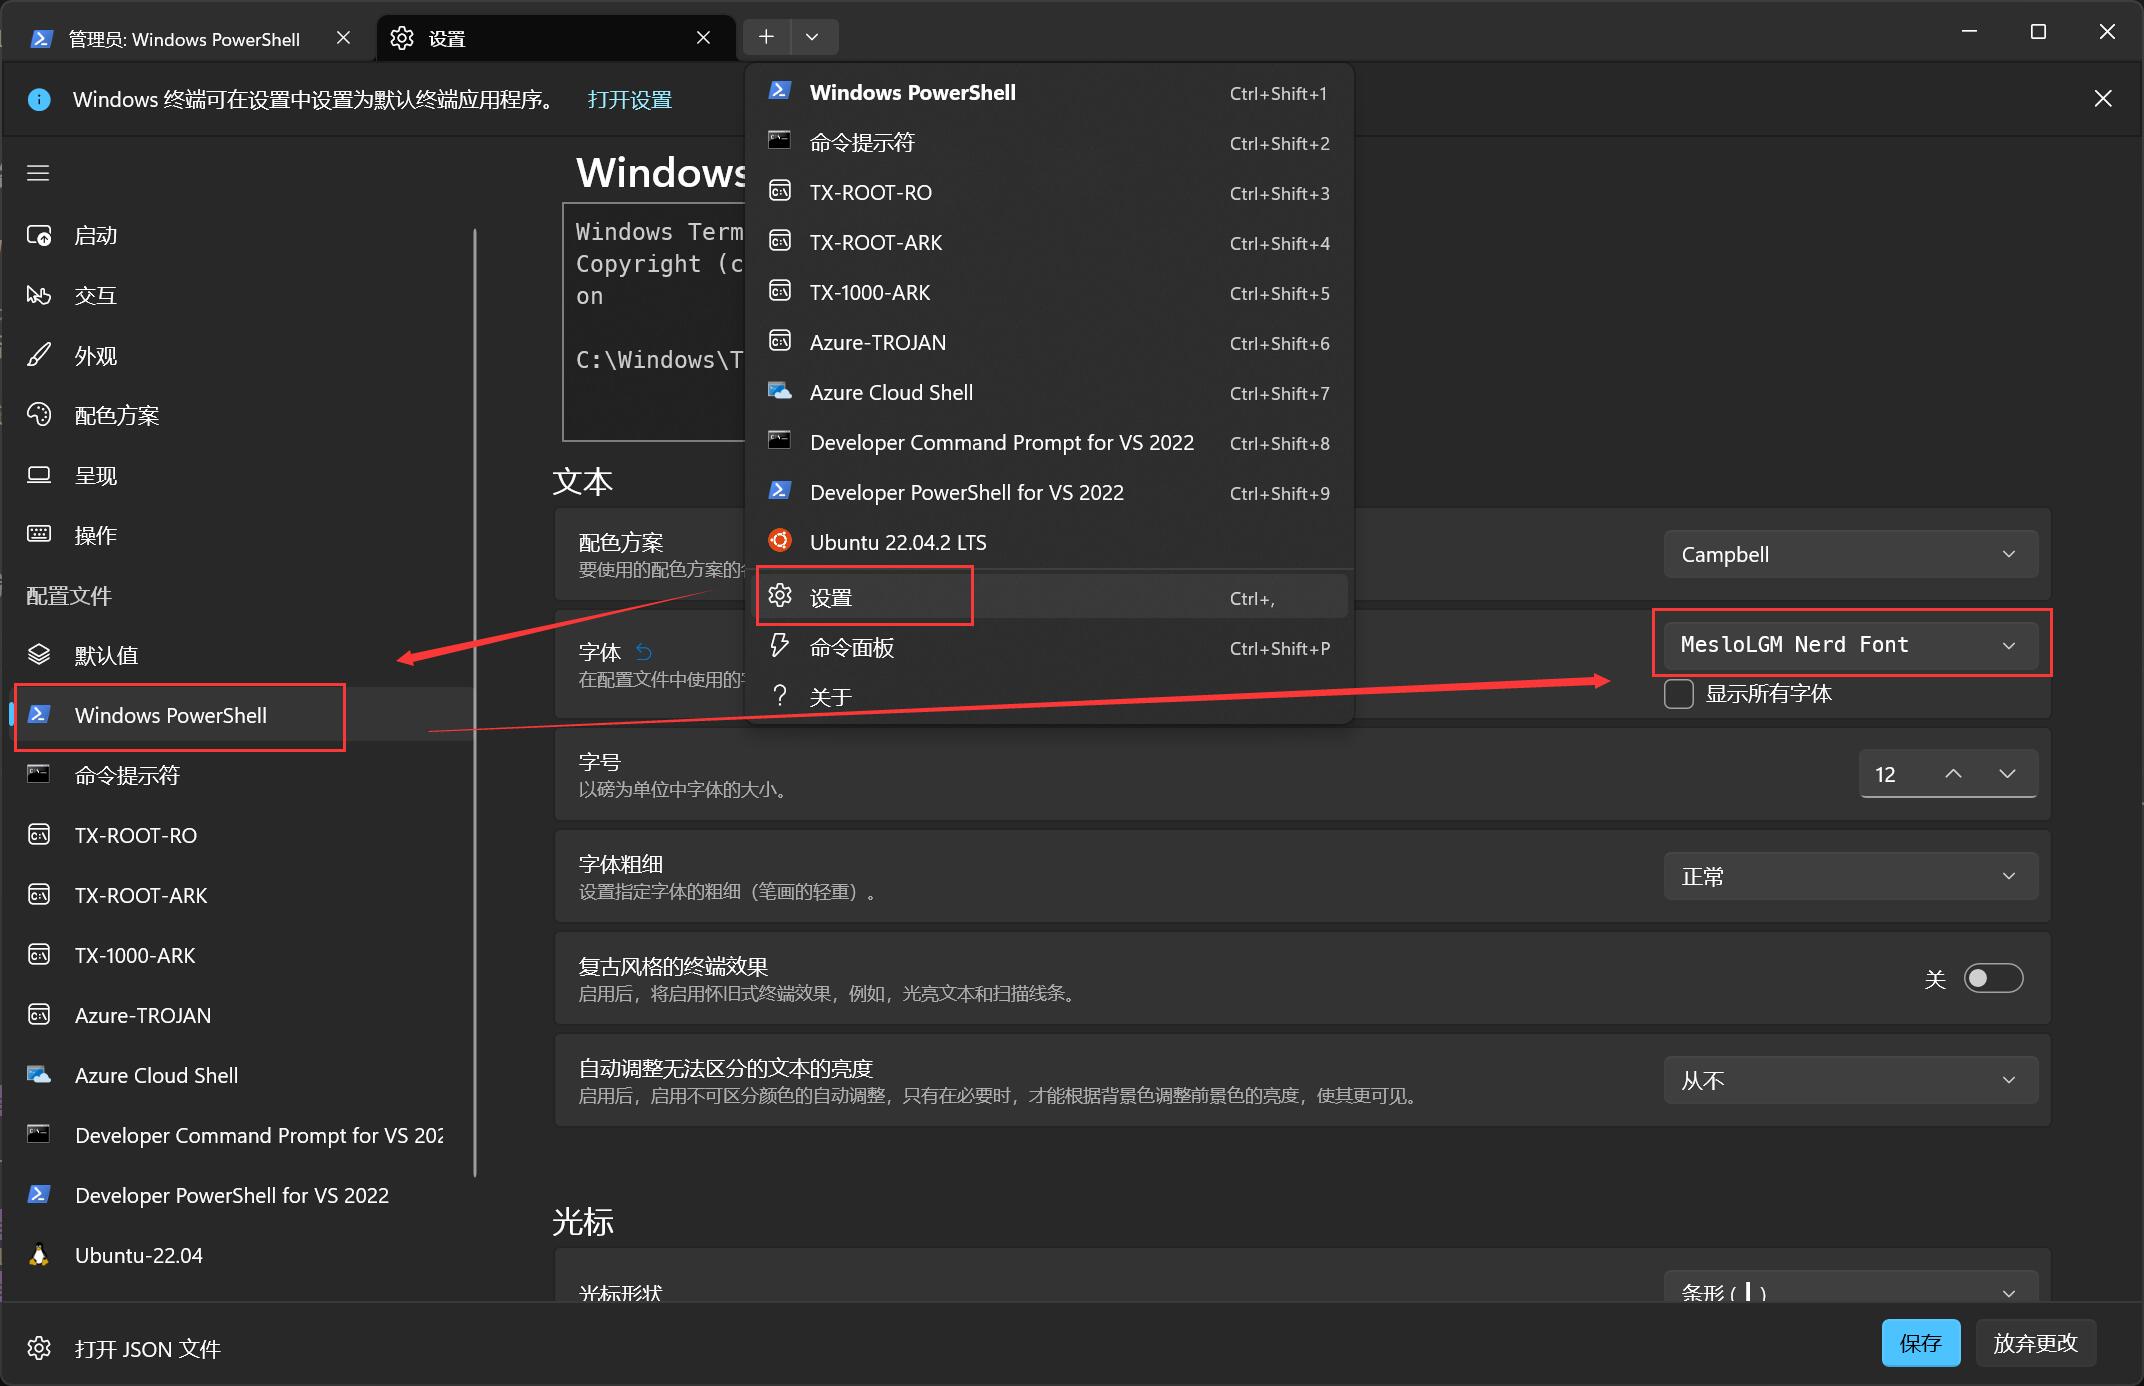 管理员: Windows PowerShell
设置
Windows 终端可在设置中设置为默认终端应用程序。 打开设置
Windows PowerShell Ctrl+Shift+1
命令提示符 Ctrl+Shift+2
TX-ROOT-RO Ctrl+Shift+3
TX-ROOT-ARK Ctrl+Shift+4
TX-1000-ARK Ctrl+Shift+5
Azure-TROJAN Ctrl+Shift+6
Azure Cloud Shell Ctrl+Shift+7
Developer Command Prompt for VS 2022 Ctrl+Shift+8
Developer PowerShell for VS 2022 Ctrl+Shift+9
Ubuntu 22.04.2 LTS
设置 Ctrl+,
命令面板 Ctrl+Shift+P
关于
启动
交互
外观
配色方案
呈现
操作
配置文件
默认值
Windows PowerShell
命令提示符
TX-ROOT-RO
TX-ROOT-ARK
TX-1000-ARK
Azure-TROJAN
Azure Cloud Shell
Developer Command Prompt for VS 202
Developer PowerShell for VS 2022
Ubuntu-22.04
打开 JSON 文件
Windows
Windows Term
Copyright (c
on
C:\Windows\T
文本
配色方案
要使用的配色方案的
Campbell
字体
在配置文件中使用的
MesloLGM Nerd Font
显示所有字体
字号
以磅为单位中字体的大小。
12
字体粗细
设置指定字体的粗细（笔画的轻重）。
正常
复古风格的终端效果
启用后，将启用怀旧式终端效果，例如，光亮文本和扫描线条。
关
自动调整无法区分的文本的亮度
启用后，启用不可区分颜色的自动调整，只有在必要时，才能根据背景色调整前景色的亮度，使其更可见。
从不
光标
光标形状
条形 ( ┃ )
保存
放弃更改